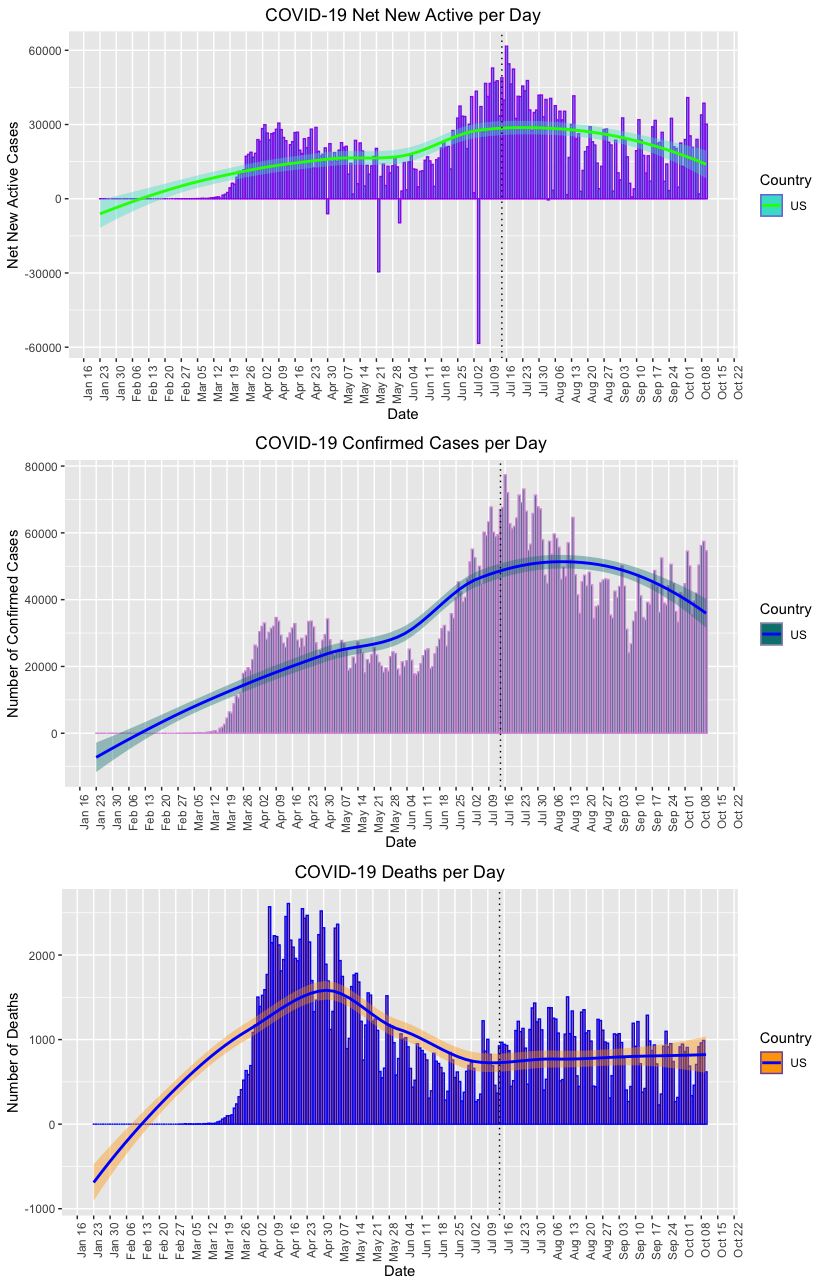 COVID-19 Net New Active per Day
Net New Active Cases
60000
30000
0
-30000
-60000
Jan 16
Jan 23
Jan 30
Feb 06
Feb 13
Feb 20
Feb 27
Mar 05
Mar 12
Mar 19
Mar 26
Apr 02
Apr 09
Apr 16
Apr 23
Apr 30
May 07
May 14
May 21
May 28
Jun 04
Jun 11
Jun 18
Jun 25
Jul 02
Jul 09
Jul 16
Jul 23
Jul 30
Aug 06
Aug 13
Aug 20
Aug 27
Sep 03
Sep 10
Sep 17
Sep 24
Oct 01
Oct 08
Oct 15
Oct 22
Date
Country
US
COVID-19 Confirmed Cases per Day
Number of Confirmed Cases
80000
60000
40000
20000
0
Jan 16
Jan 23
Jan 30
Feb 06
Feb 13
Feb 20
Feb 27
Mar 05
Mar 12
Mar 19
Mar 26
Apr 02
Apr 09
Apr 16
Apr 23
Apr 30
May 07
May 14
May 21
May 28
Jun 04
Jun 11
Jun 18
Jun 25
Jul 02
Jul 09
Jul 16
Jul 23
Jul 30
Aug 06
Aug 13
Aug 20
Aug 27
Sep 03
Sep 10
Sep 17
Sep 24
Oct 01
Oct 08
Oct 15
Oct 22
Date
Country
US
COVID-19 Deaths per Day
Number of Deaths
2000
1000
0
-1000
Jan 16
Jan 23
Jan 30
Feb 06
Feb 13
Feb 20
Feb 27
Mar 05
Mar 12
Mar 19
Mar 26
Apr 02
Apr 09
Apr 16
Apr 23
Apr 30
May 07
May 14
May 21
May 28
Jun 04
Jun 11
Jun 18
Jun 25
Jul 02
Jul 09
Jul 16
Jul 23
Jul 30
Aug 06
Aug 13
Aug 20
Aug 27
Sep 03
Sep 10
Sep 17
Sep 24
Oct 01
Oct 08
Oct 15
Oct 22
Date
Country
US